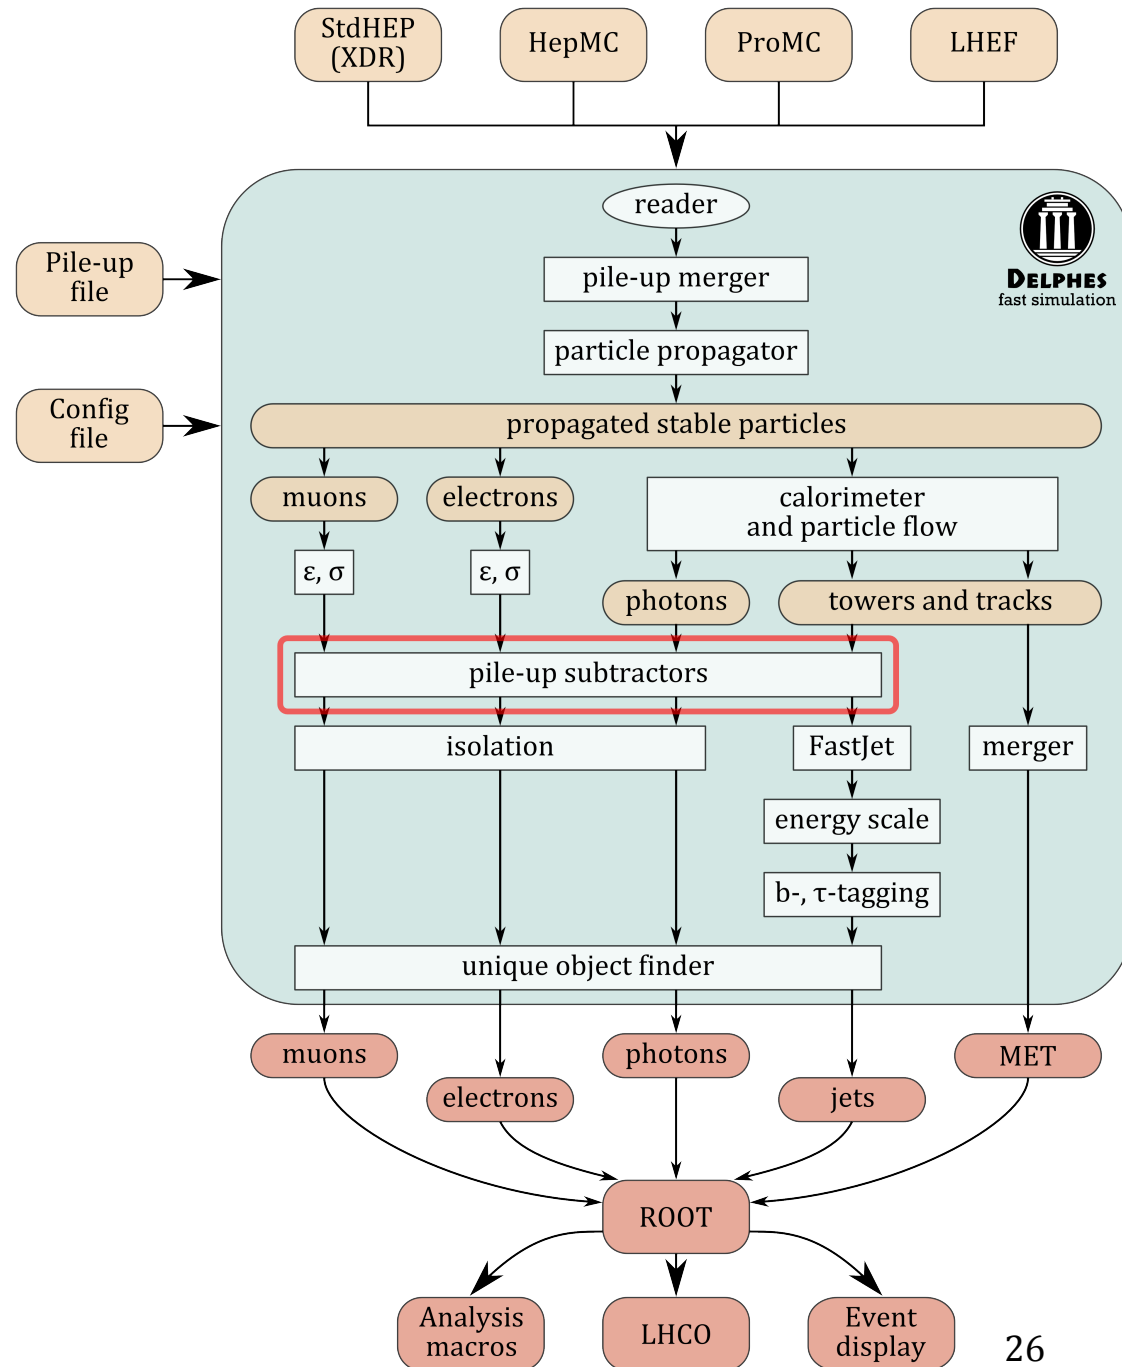 StdHEP
(XDR)
HepMC
ProMC
LHEF
reader
DELPHES
fast simulation
Pile-up
file
pile-up merger
particle propagator
Config
file
propagated stable particles
muons
electrons
calorimeter
and particle flow
ε, σ
ε, σ
photons
towers and tracks
pile-up subtractors
isolation
FastJet
merger
energy scale
b-, τ-tagging
unique object finder
muons
photons
MET
electrons
jets
ROOT
Analysis
macros
LHCO
Event
display
26